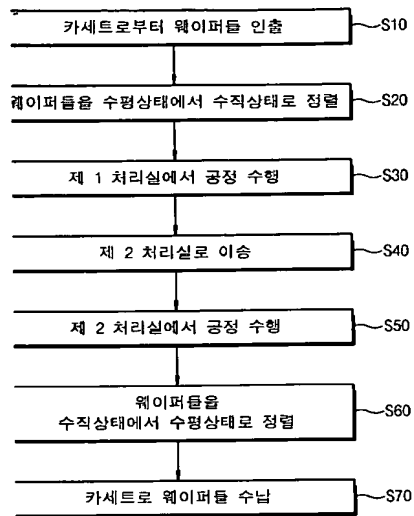 카세트로부터 웨이퍼들 인출
S10
웨이퍼들을 수평상태에서 수직상태로 정렬
S20
제 1 처리실에서 공정 수행
S30
제 2 처리실로 이송
S40
제 2 처리실에서 공정 수행
S50
웨이퍼들을
수직상태에서 수평상태로 정렬
S60
카세트로 웨이퍼들 수납
S70